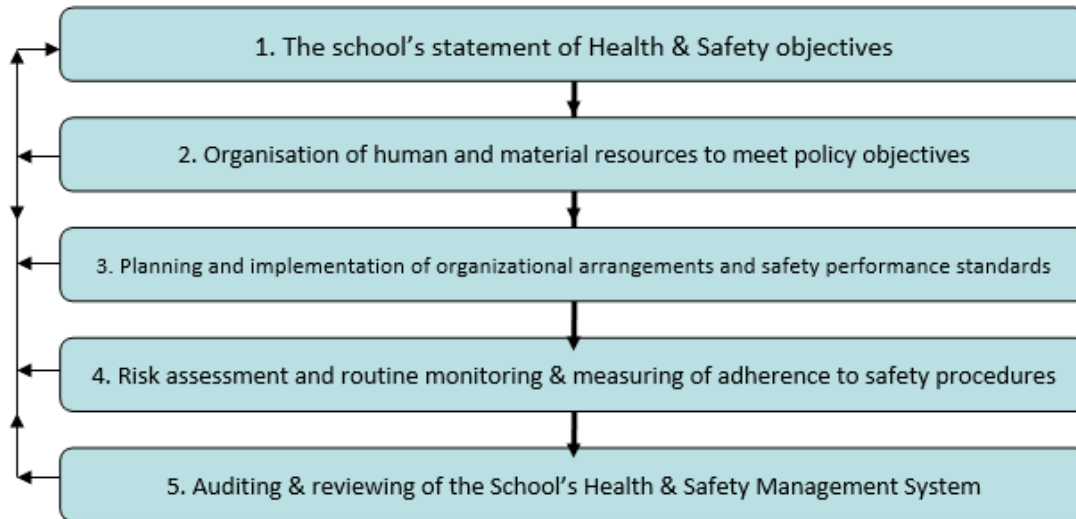 1. The school’s statement of Health & Safety objectives
2. Organisation of human and material resources to meet policy objectives
3. Planning and implementation of organizational arrangements and safety performance standards
4. Risk assessment and routine monitoring & measuring of adherence to safety procedures
5. Auditing & reviewing of the School’s Health & Safety Management System